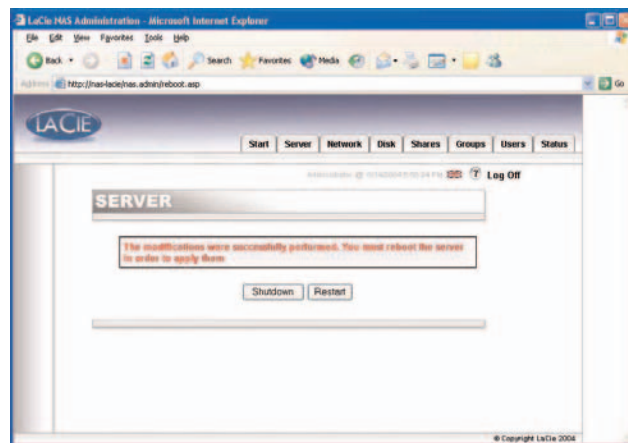 LaCie NAS Administration - Microsoft Internet Explorer
File Edit View Favorites Tools Help
Back Search Favorites Media
Address http://nas-lacie/nas.admin/reboot.asp Go
LACIE
Start Server Network Disk Shares Groups Users Status
Log Off
SERVER
The modifications were successfully performed. You must reboot the server
in order to apply them
Shutdown Restart
© Copyright LaCie 2004